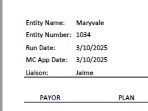 Entity Name: Maryvale
Entity Number: 1034
Run Date: 3/10/2025
MC App Date: 3/10/2025
Liaison: Jaime
PAYOR PLAN